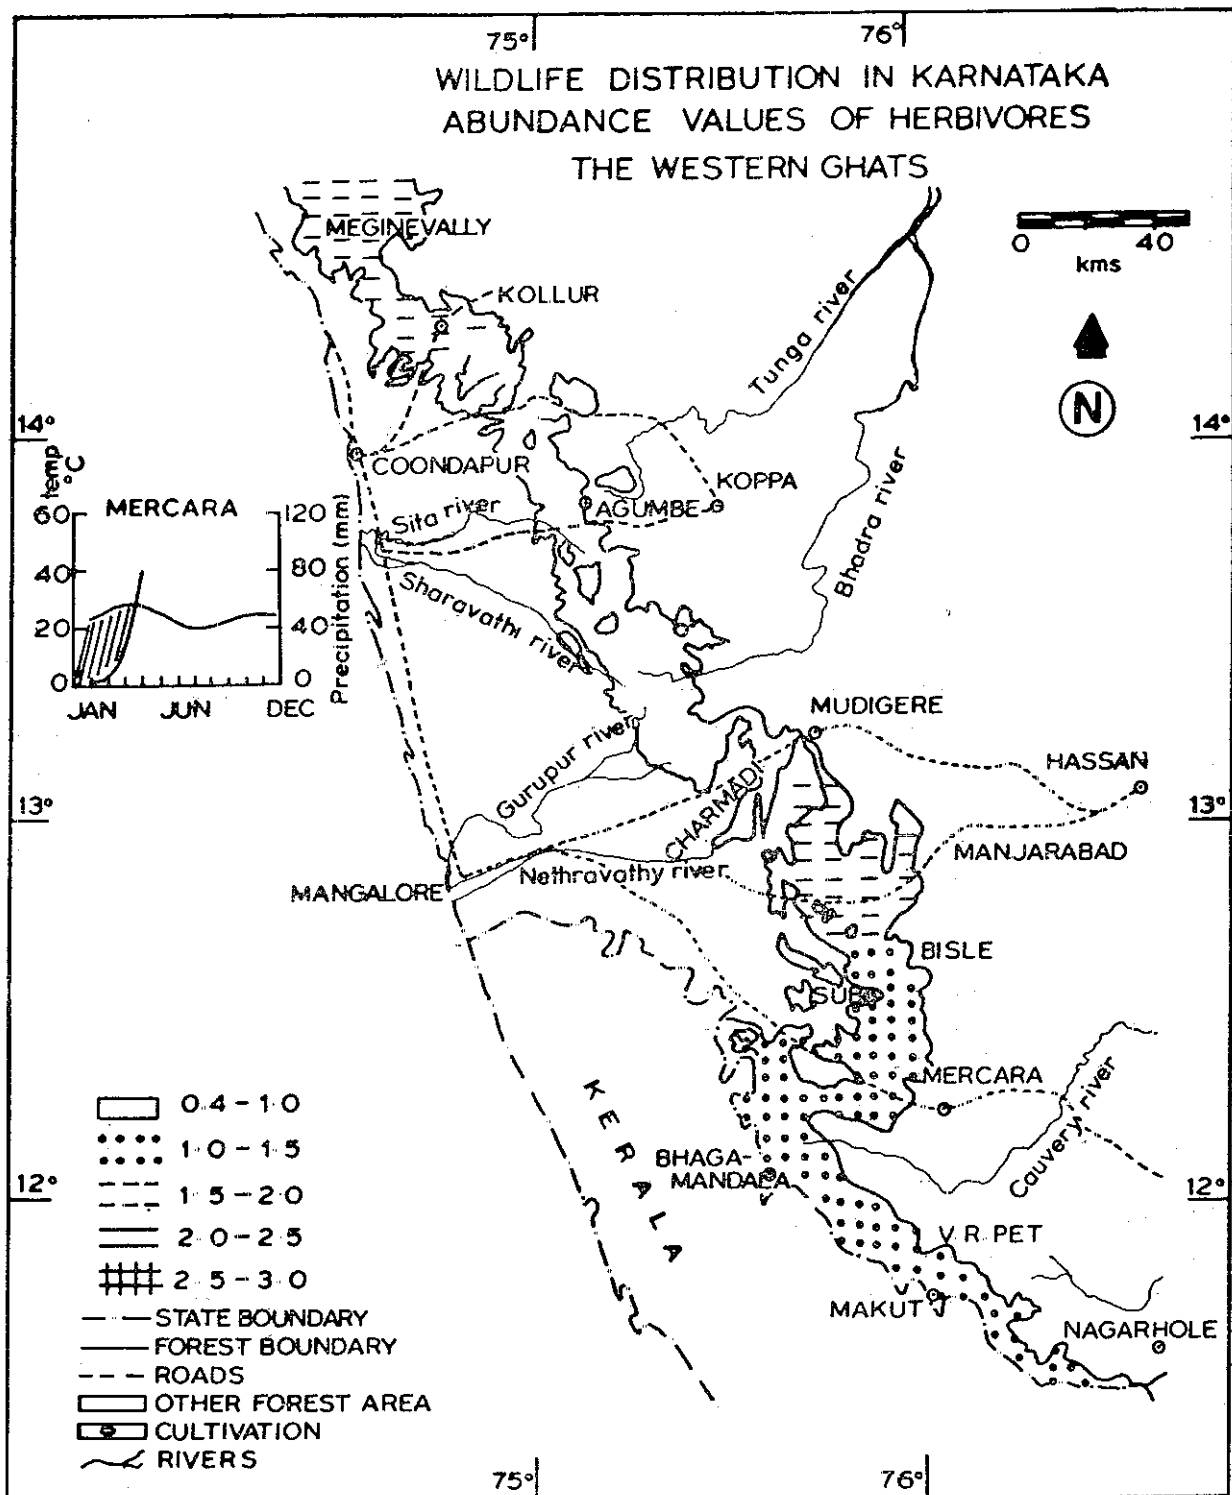 75° 76°
WILDLIFE DISTRIBUTION IN KARNATAKA
ABUNDANCE VALUES OF HERBIVORES
THE WESTERN GHATS
MEGINEVALLY
0 40
kms
KOLLUR
Tunga river
N
14° 14°
temp °C
COONDAPUR
KOPPA
AGUMBE
Bhadra river
Sita river
MERCARA
60
40
20
0
120
80
40
0
Precipitation (mm)
JAN JUN DEC
Sharavathi river
MUDIGERE
HASSAN
Gurupur river
CHARMADI
13° 13°
MANJARABAD
Nethravathy river
MANGALORE
BISLE
SUB
MERCARA
Cauvery river
KERALA
BHAGA-
MANDALA
12° 12°
V. R. PET
MAKUT
NAGARHOLE
0.4-1.0
1.0-1.5
1.5-2.0
2.0-2.5
2.5-3.0
STATE BOUNDARY
FOREST BOUNDARY
ROADS
OTHER FOREST AREA
CULTIVATION
RIVERS
75° 76°